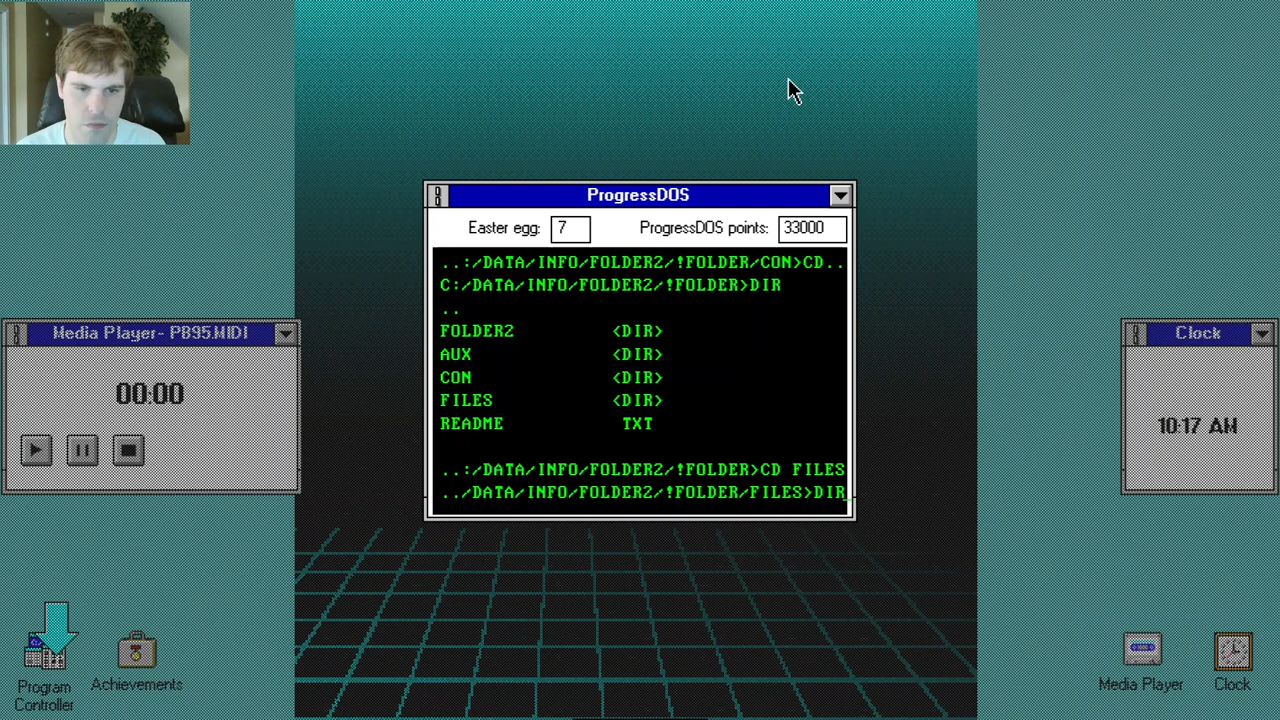 ProgressDOS
Easter egg: 7 ProgressDOS points: 33000
..:/DATA/INFO/FOLDER2/!FOLDER/CON>CD..
C:/DATA/INFO/FOLDER2/!FOLDER>DIR
..
FOLDER2 <DIR>
AUX <DIR>
CON <DIR>
FILES <DIR>
README TXT
..:/DATA/INFO/FOLDER2/!FOLDER>CD FILES
../DATA/INFO/FOLDER2/!FOLDER/FILES>DIR_
Media Player- PB95.MIDI
00:00
Clock
10:17 AM
Program
Controller
Achievements
Media Player
Clock